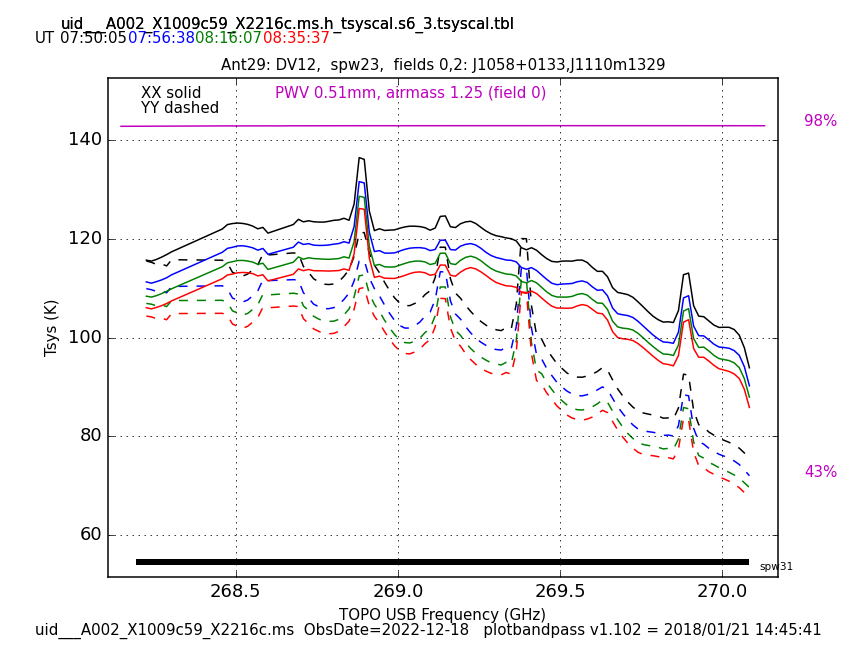 uid___A002_X1009c59_X2216c.ms.h_tsyscal.s6_3.tsyscal.tbl
UT 07:50:05 07:56:38 08:16:07 08:35:37
Ant29: DV12,  spw23,  fields 0,2: J1058+0133,J1110m1329
XX solid
PWV 0.51mm, airmass 1.25 (field 0)
YY dashed
98%
140
120
100
80
60
Tsys (K)
43%
spw31
268.5 269.0 269.5 270.0
TOPO USB Frequency (GHz)
uid___A002_X1009c59_X2216c.ms  ObsDate=2022-12-18   plotbandpass v1.102 = 2018/01/21 14:45:41